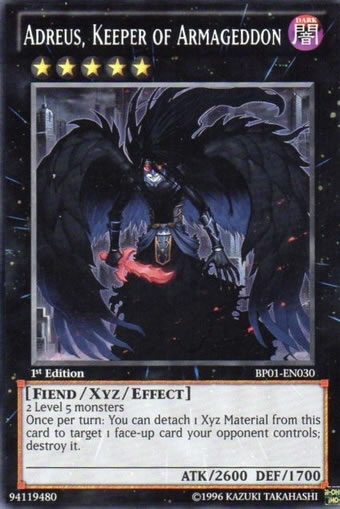 ADREUS, KEEPER OF ARMAGEDDON
DARK
闇
1st Edition
BP01-EN030
[FIEND/XYZ/EFFECT]
2 Level 5 monsters
Once per turn: You can detach 1 Xyz Material from this
card to target 1 face-up card your opponent controls;
destroy it.
ATK/2600 DEF/1700
94119480
©1996 KAZUKI TAKAHASHI